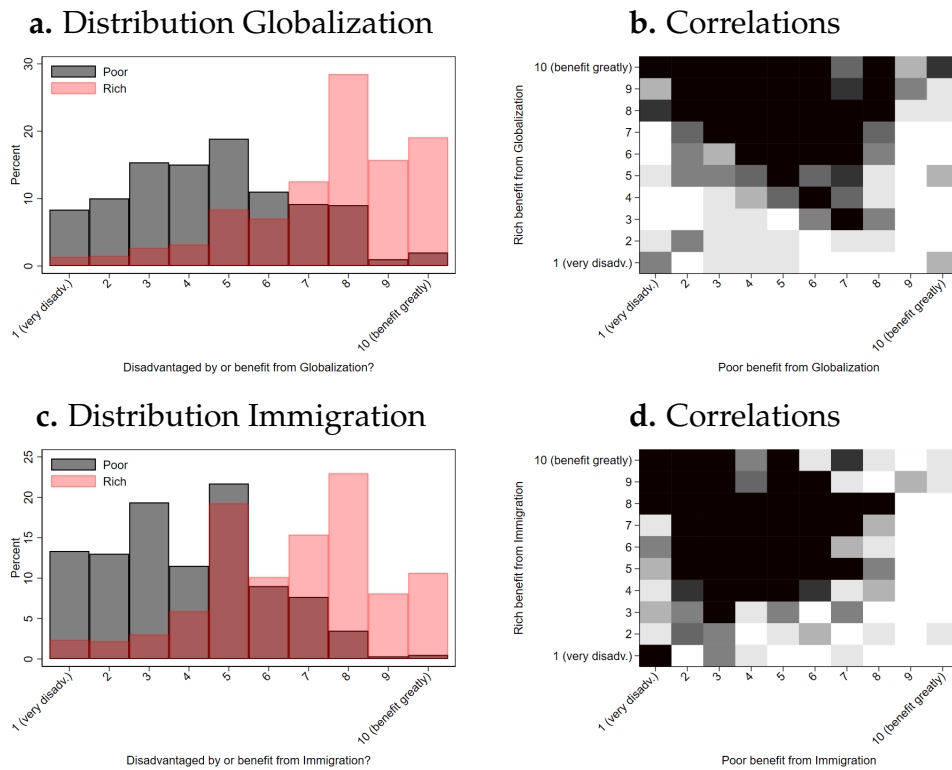 a. Distribution Globalization
Poor
Rich
Percent
30
20
10
0
1 (very disadv.)
2
3
4
5
6
7
8
9
10 (benefit greatly)
Disadvantaged by or benefit from Globalization?
b. Correlations
Rich benefit from Globalization
10 (benefit greatly)
9
8
7
6
5
4
3
2
1 (very disadv.)
1 (very disadv.)
2
3
4
5
6
7
8
9
10 (benefit greatly)
Poor benefit from Globalization
c. Distribution Immigration
Poor
Rich
Percent
25
20
15
10
5
0
1 (very disadv.)
2
3
4
5
6
7
8
9
10 (benefit greatly)
Disadvantaged by or benefit from Immigration?
d. Correlations
Rich benefit from Immigration
10 (benefit greatly)
9
8
7
6
5
4
3
2
1 (very disadv.)
1 (very disadv.)
2
3
4
5
6
7
8
9
10 (benefit greatly)
Poor benefit from Immigration